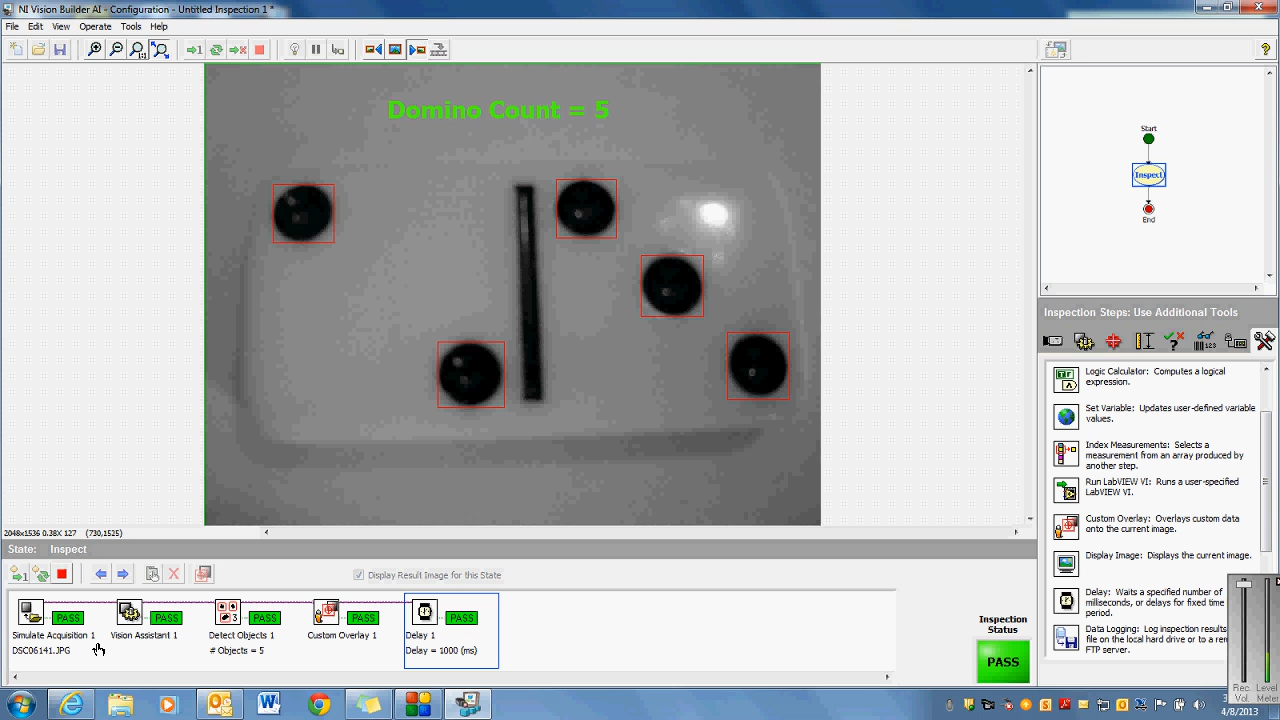 NI Vision Builder AI - Configuration - Untitled Inspection 1 *
File Edit View Operate Tools Help
Domino Count = 5
Start
Inspect
End
Inspection Steps: Use Additional Tools
Logic Calculator: Computes a logical
expression.
Set Variable: Updates user-defined variable
values.
Index Measurements: Selects a
measurement from an array produced by
another step.
Run LabVIEW VI: Runs a user-specified
LabVIEW VI.
Custom Overlay: Overlays custom data
onto the current image.
Display Image: Displays the current image.
Delay: Waits a specified number of
milliseconds, or delays for fixed time
period.
Data Logging: Log inspection results
file on the local hard drive or to a
FTP server.
2048x1536 0.38X 127 (730,1525)
State: Inspect
Display Result Image for this State
PASS PASS PASS PASS PASS
Simulate Acquisition 1 Vision Assistant 1 Detect Objects 1 Custom Overlay 1 Delay 1
DSC06141.JPG # Objects = 5 Delay = 1000 (ms)
Inspection
Status
PASS
Rec. Level
Vol. Meter
4/8/2013